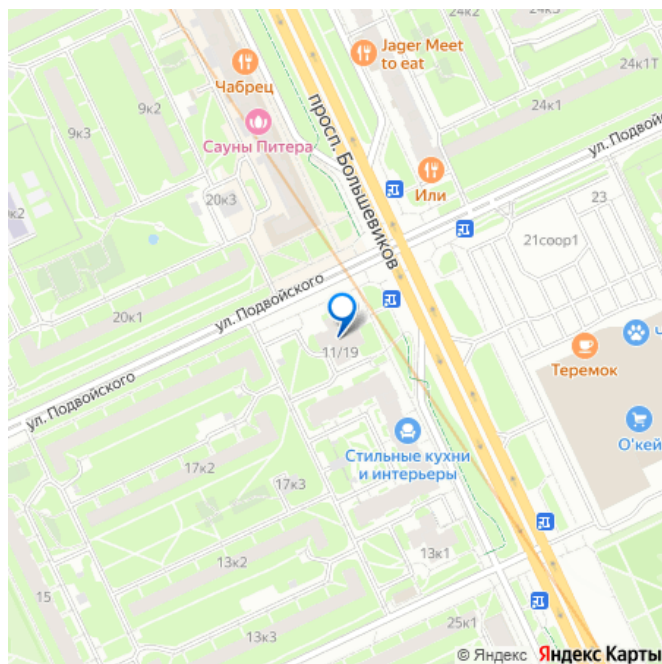 24к2
24к3
Jager Meet
to eat
24к1Т
Чабрец
9к2
24к1
9к3
Сауны Питера
просп. Большевиков
ул. Подвойского
Или
20к3
23
21соор1
ул. Подвойского
20к1
11/19
Теремок
О'кей
ул. Подвойского
Стильные кухни
и интерьеры
17к2
17к3
13к1
13к2
15
25к1
13к3
© Яндекс Яндекс Карты